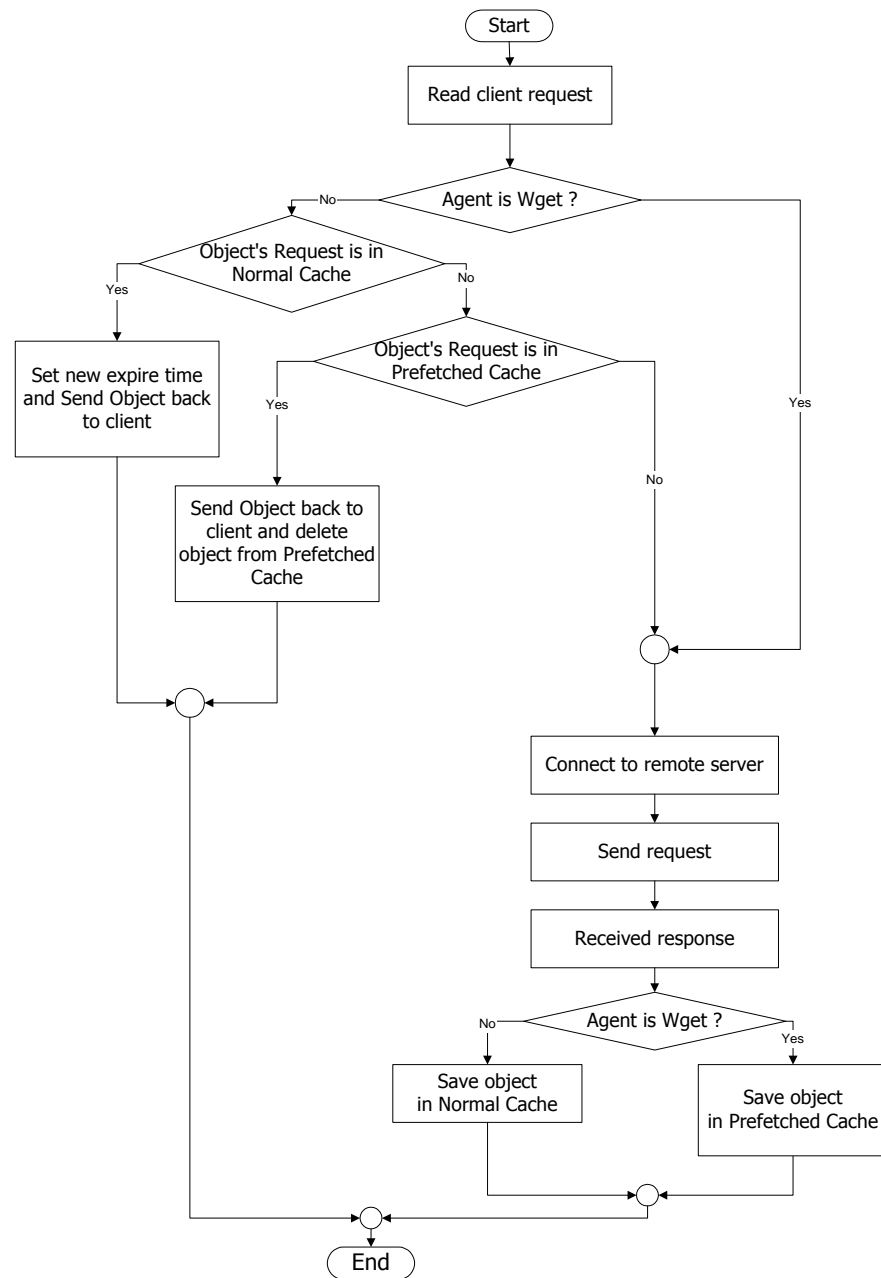 Start
Read client request
Agent is Wget ?
No
Object's Request is in
Normal Cache
No
Yes
Object's Request is in
Prefetched Cache
Set new expire time
and Send Object back
to client
Yes
Yes
No
Send Object back to
client and delete
object from Prefetched
Cache
Connect to remote server
Send request
Received response
Agent is Wget ?
No
Yes
Save object
in Normal Cache
Save object
in Prefetched Cache
End